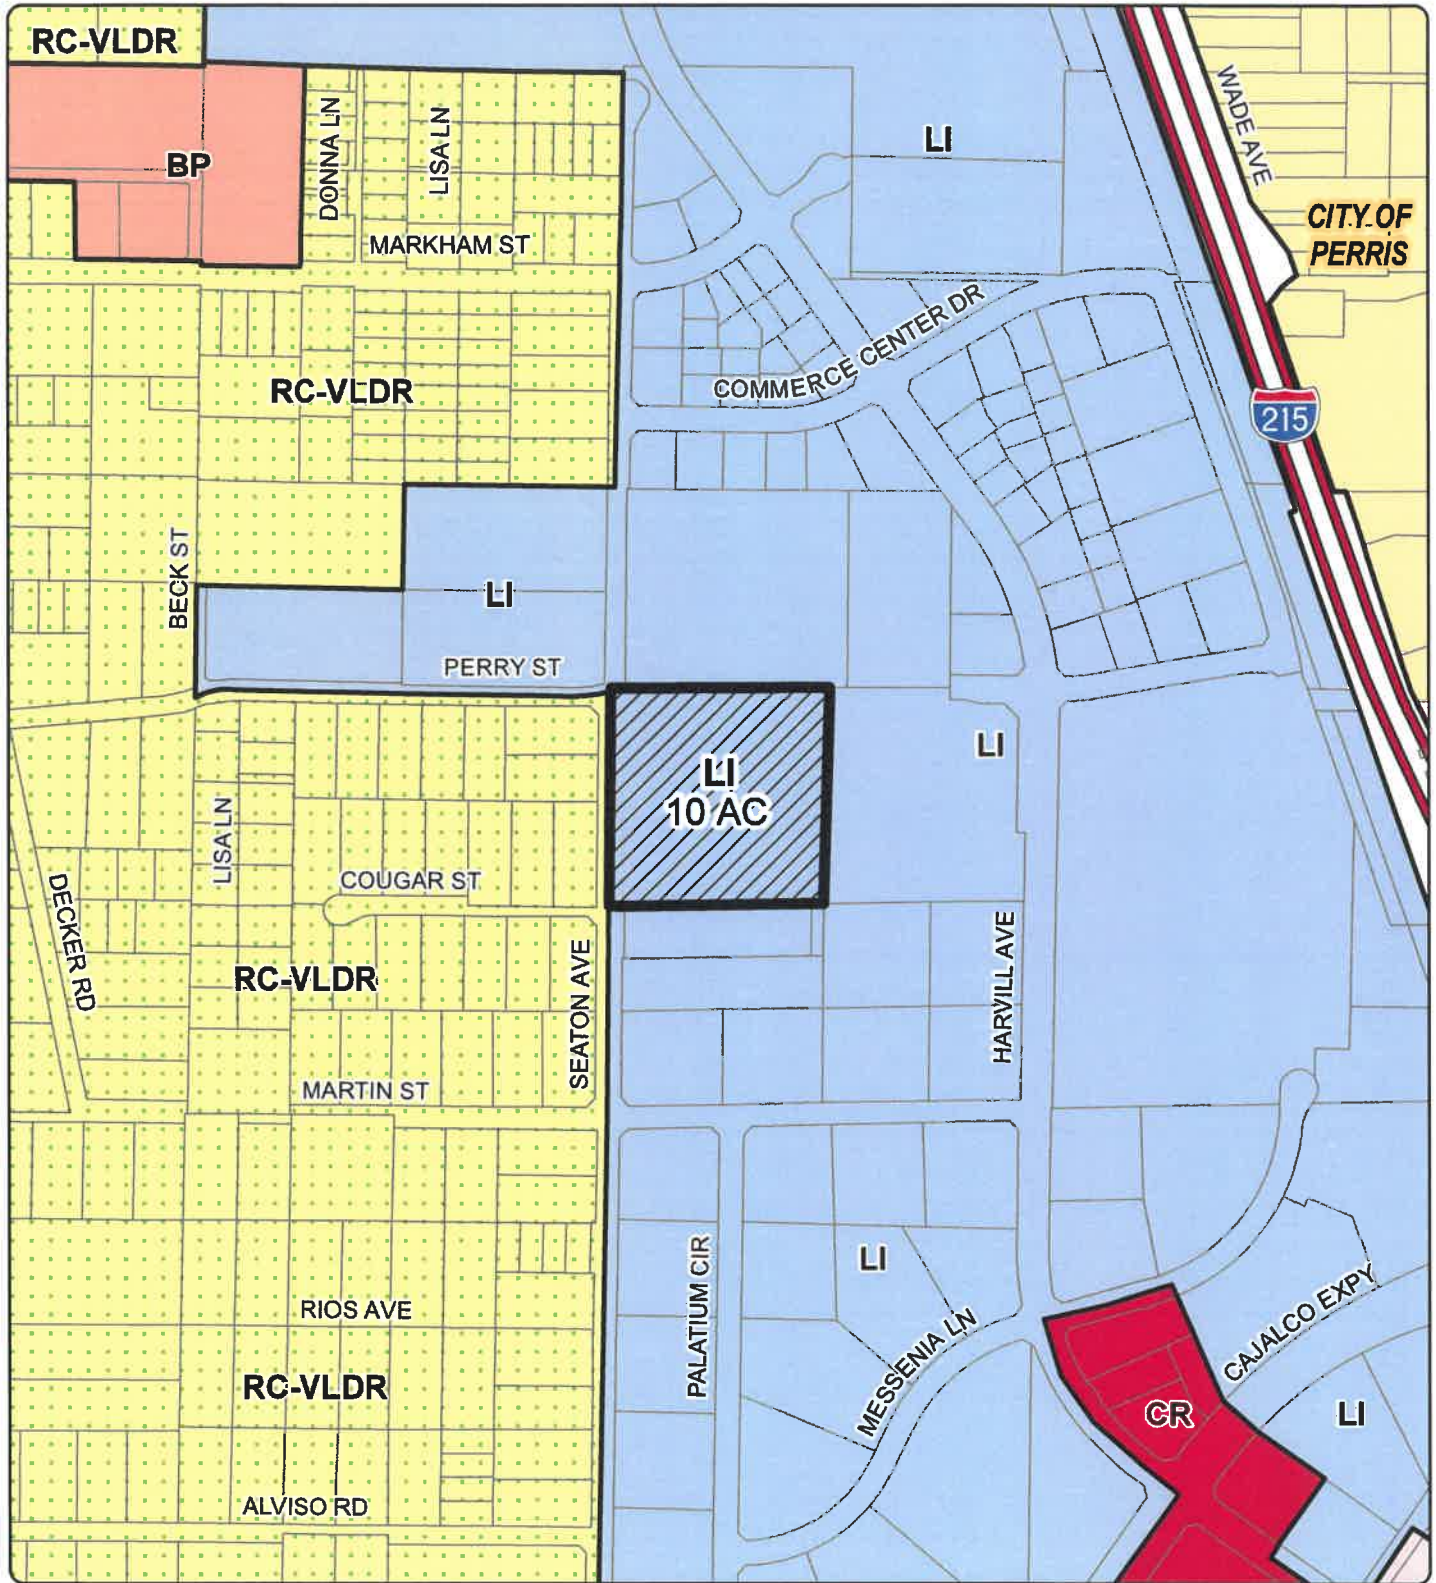 RC-VLDR
BP
DONNA LN
LISA LN
MARKHAM ST
LI
WADE AVE
CITY OF
PERRIS
RC-VLDR
COMMERCE CENTER DR
215
BECK ST
LI
PERRY ST
LI
10 AC
LI
LISA LN
COUGAR ST
DECKER RD
RC-VLDR
SEATON AVE
HARVILL AVE
MARTIN ST
PALATIUM CIR
LI
RIOS AVE
MESSENIA LN
CAJALCO EXPY
RC-VLDR
CR
LI
ALVISO RD